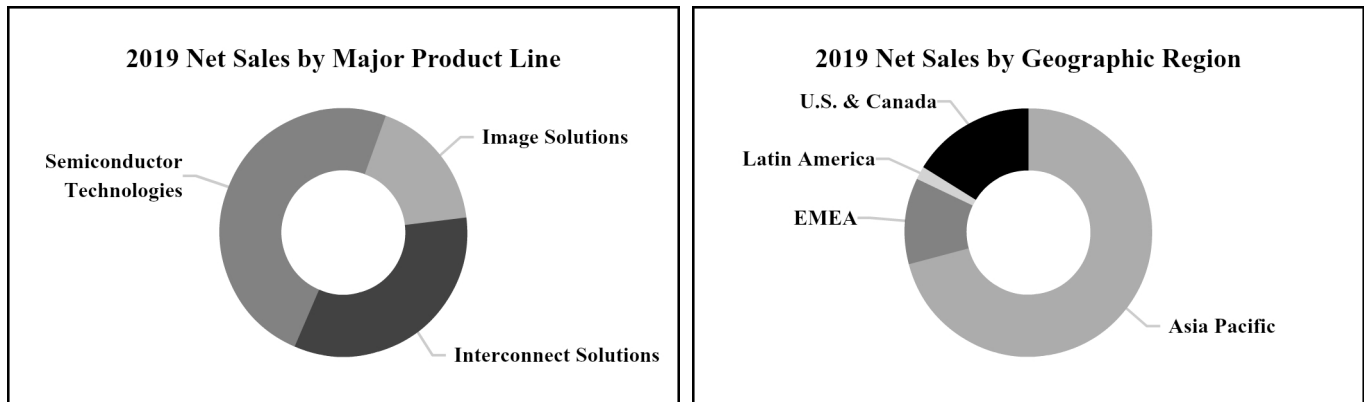 2019 Net Sales by Major Product Line
Image Solutions
Semiconductor
Technologies
Interconnect Solutions
2019 Net Sales by Geographic Region
U.S. & Canada
Latin America
EMEA
Asia Pacific